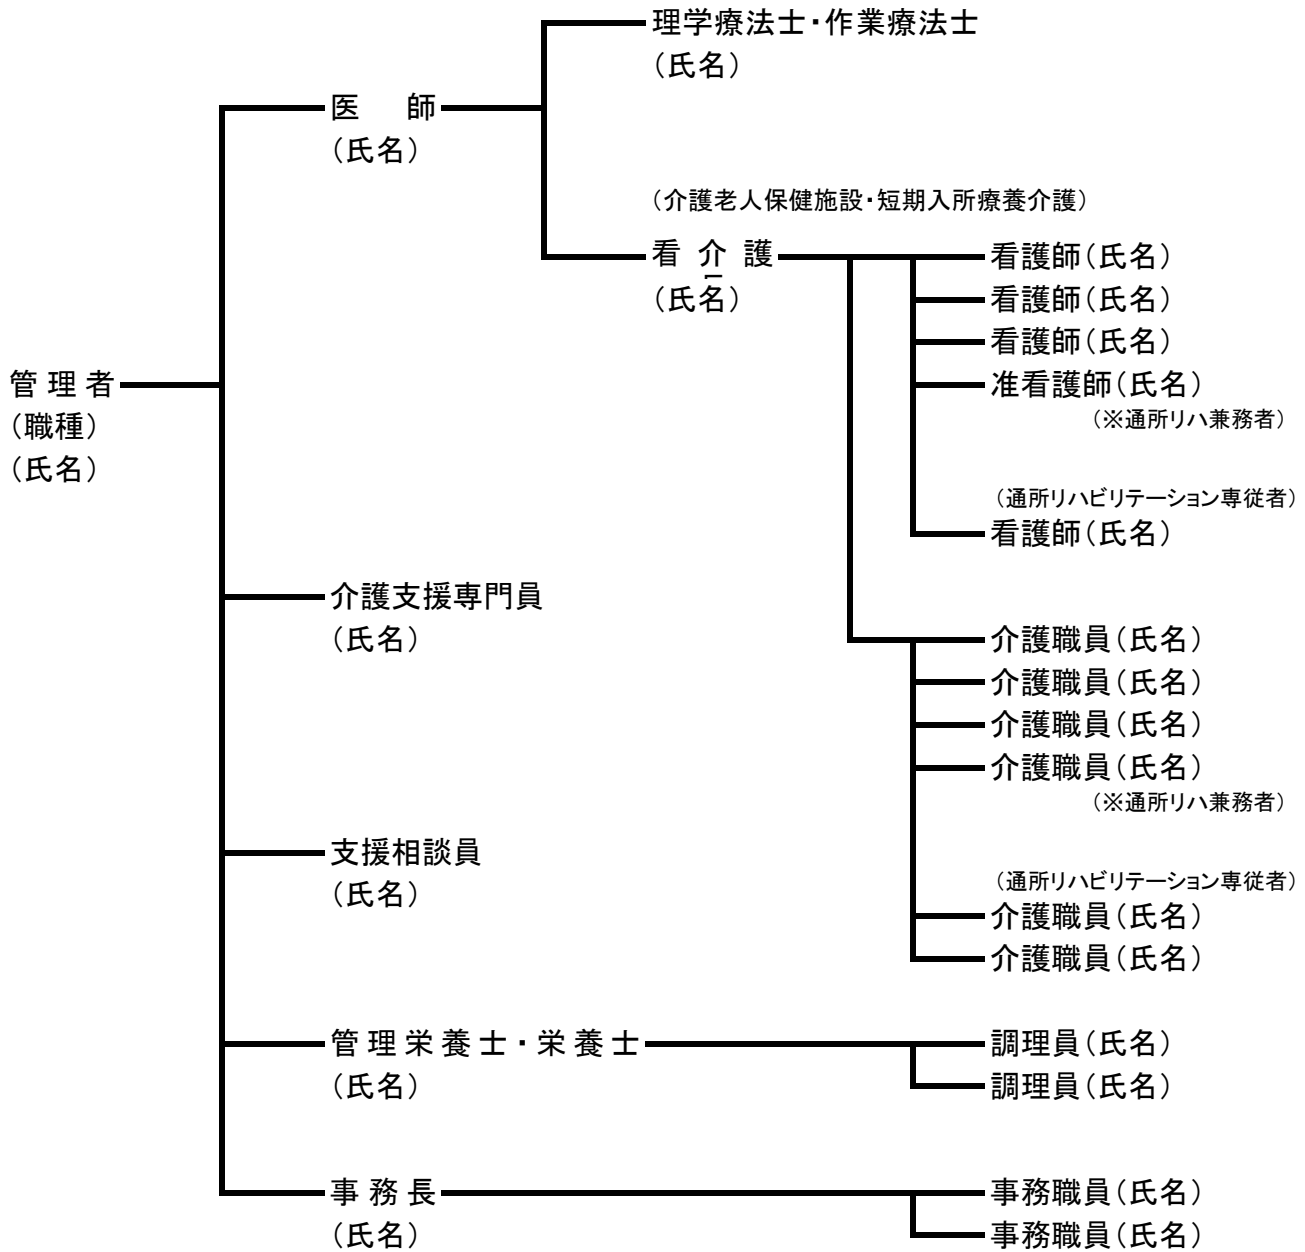 理学療法士・作業療法士
（氏名）
医　師
（氏名）
（介護老人保健施設・短期入所療養介護）
看 介 護
（氏名）
看護師（氏名）
看護師（氏名）
看護師（氏名）
准看護師（氏名）
（※通所リハ兼務者）
（通所リハビリテーション専従者）
看護師（氏名）
管理者
（職種）
（氏名）
介護支援専門員
（氏名）
介護職員（氏名）
介護職員（氏名）
介護職員（氏名）
介護職員（氏名）
（※通所リハ兼務者）
（通所リハビリテーション専従者）
介護職員（氏名）
介護職員（氏名）
支援相談員
（氏名）
管理栄養士・栄養士
（氏名）
調理員（氏名）
調理員（氏名）
事務長
（氏名）
事務職員（氏名）
事務職員（氏名）